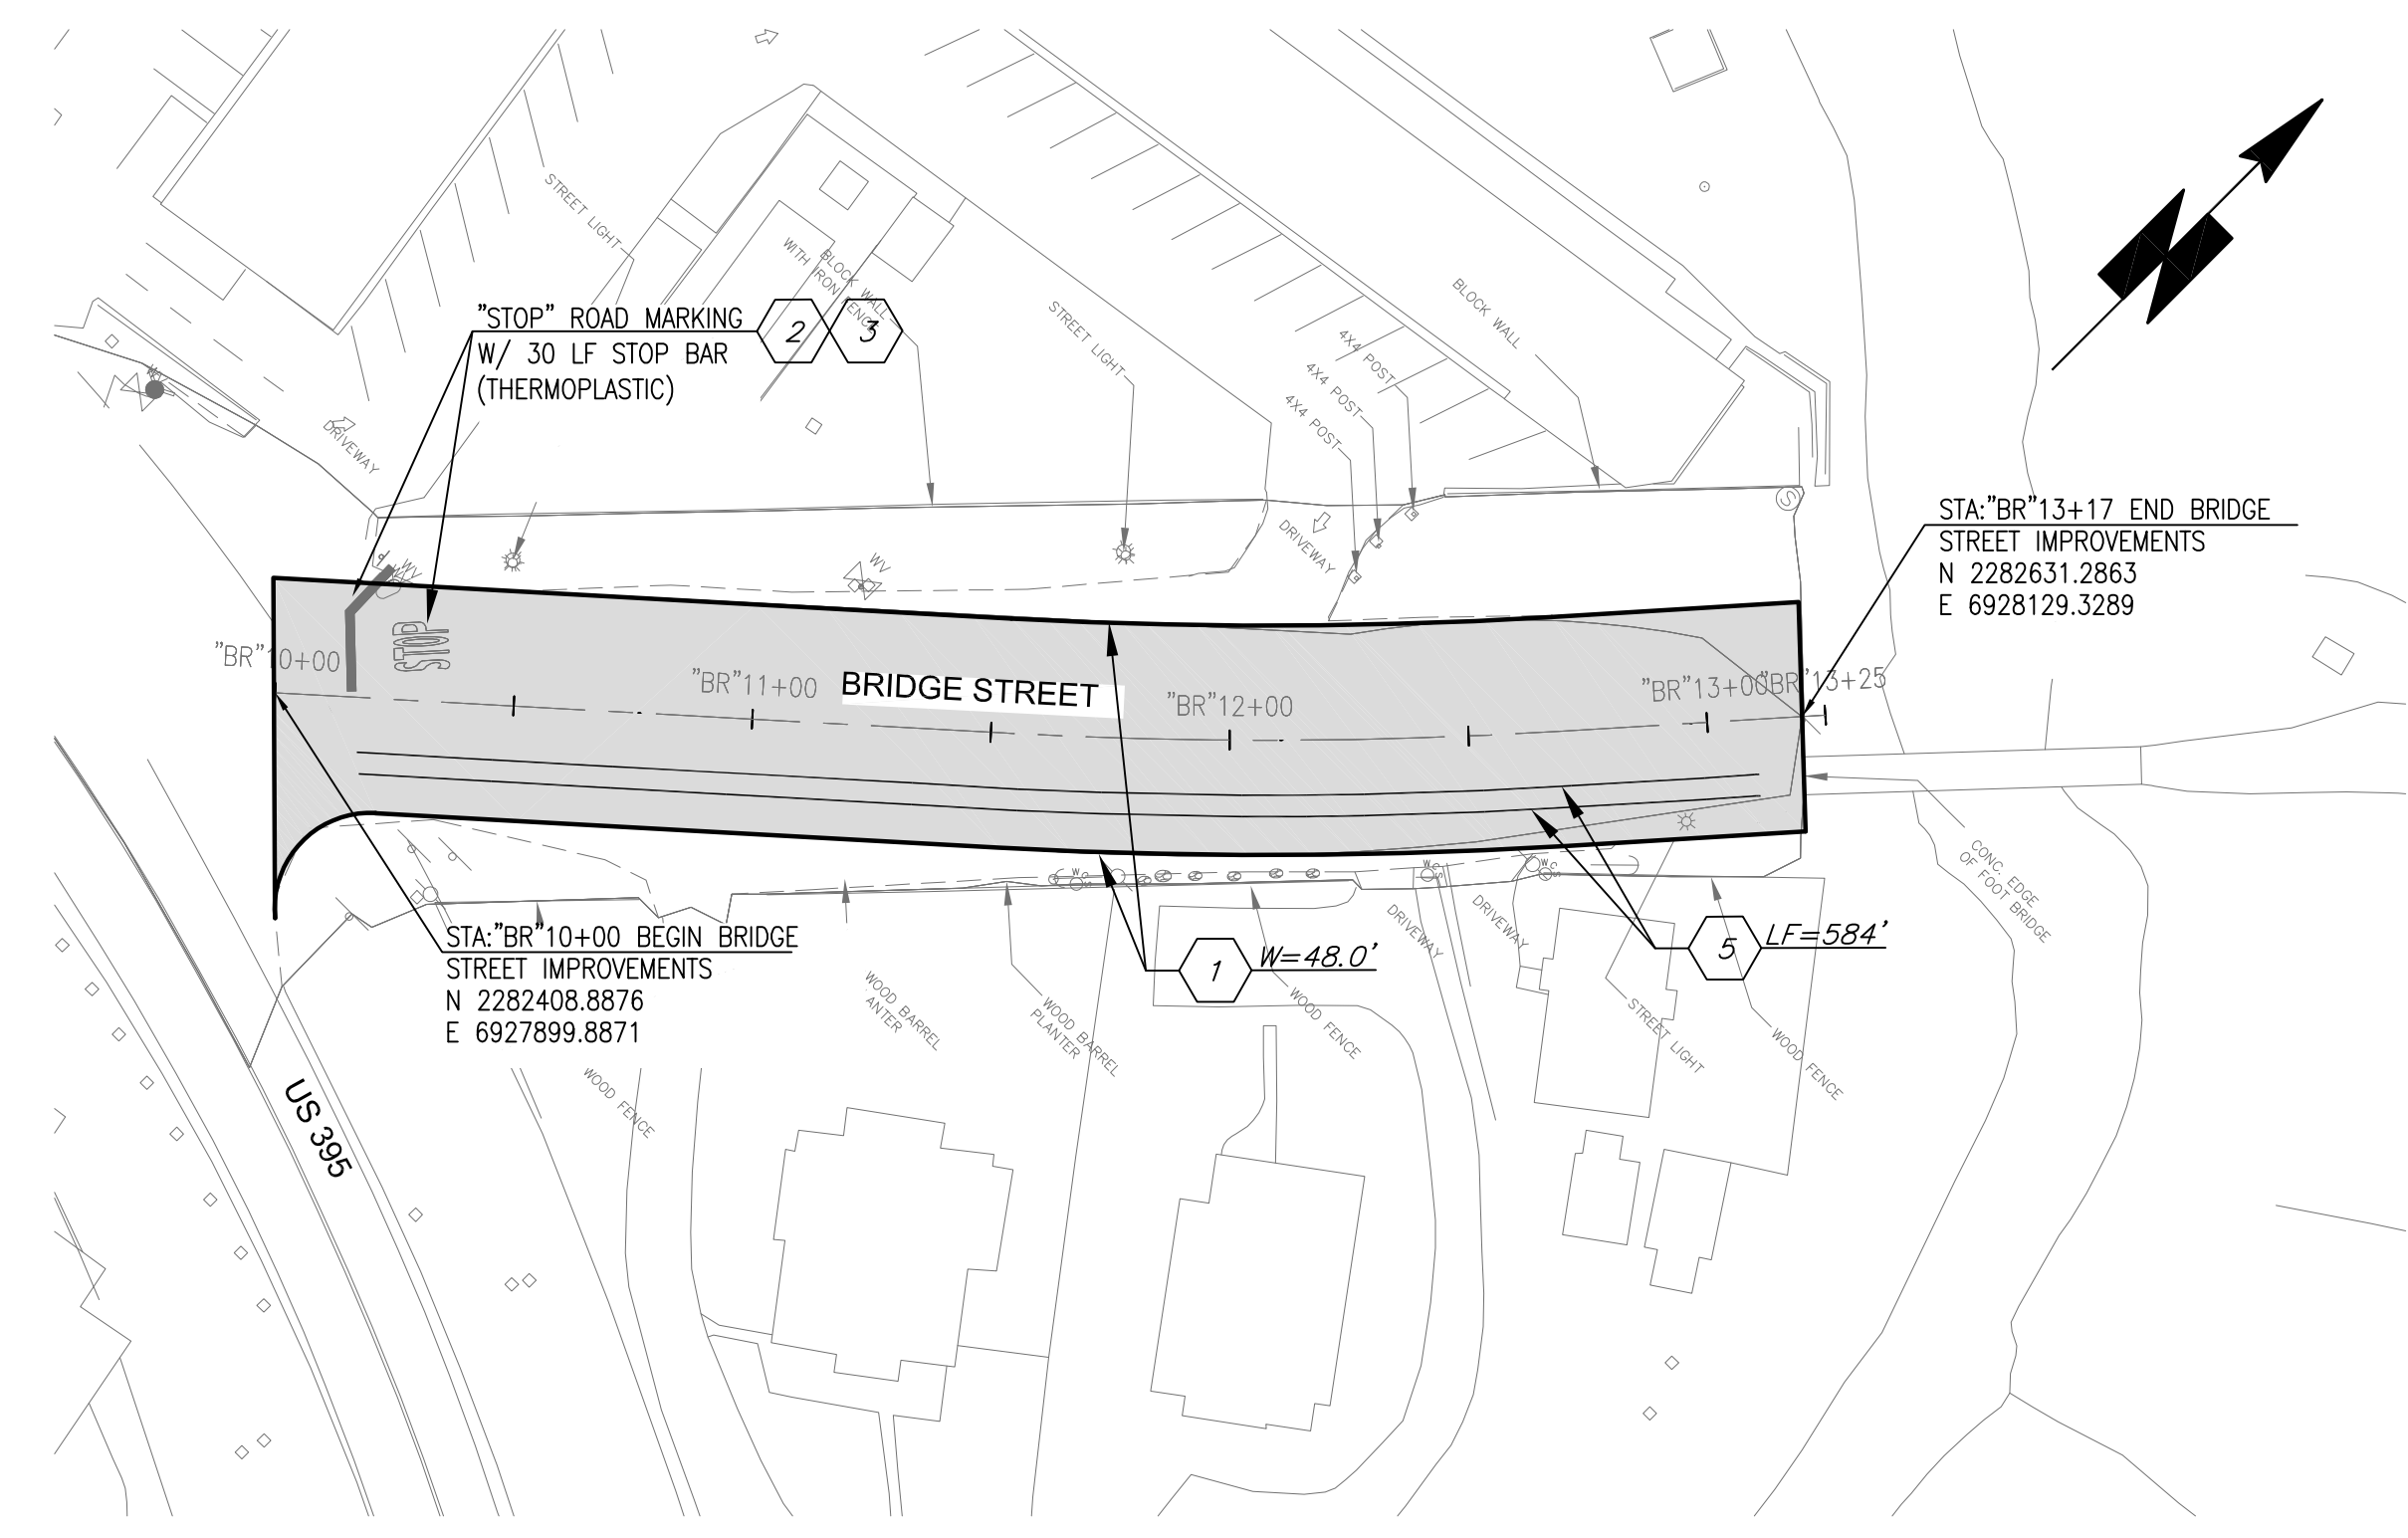 STREET LIGHT
BLOCK WALL
WITH IRON FENCE
STREET LIGHT
4X4 POST
4X4 POST
4X4 POST
BLOCK WALL
"STOP" ROAD MARKING
W/ 30 LF STOP BAR
(THERMOPLASTIC)
2
3
DRIVEWAY
WV
WV
DRIVEWAY
S
STA:"BR"13+17 END BRIDGE
STREET IMPROVEMENTS
N 2282631.2863
E 6928129.3289
STOP
"BR"10+00
"BR"11+00
BRIDGE STREET
"BR"12+00
"BR"13+00
"BR"13+25
CONC. EDGE
OF FOOT BRIDGE
STA:"BR"10+00 BEGIN BRIDGE
STREET IMPROVEMENTS
N 2282408.8876
E 6927899.8871
1
W=48.0'
5
LF=584'
DRIVEWAY
DRIVEWAY
WOOD BARREL
ANTER
WOOD BARREL
PLANTER
WOOD FENCE
STREET LIGHT
WOOD FENCE
WOOD FENCE
US 395
N